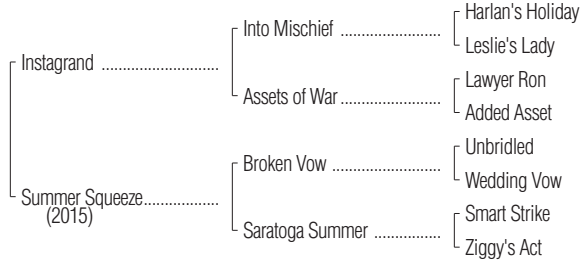 Harlan's Holiday
Into Mischief ....................
Leslie's Lady
Instagrand ........................
Lawyer Ron
Assets of War ....................
Added Asset
Unbridled
Broken Vow ......................
Wedding Vow
Summer Squeeze...............
(2015)
Smart Strike
Saratoga Summer .............
Ziggy's Act